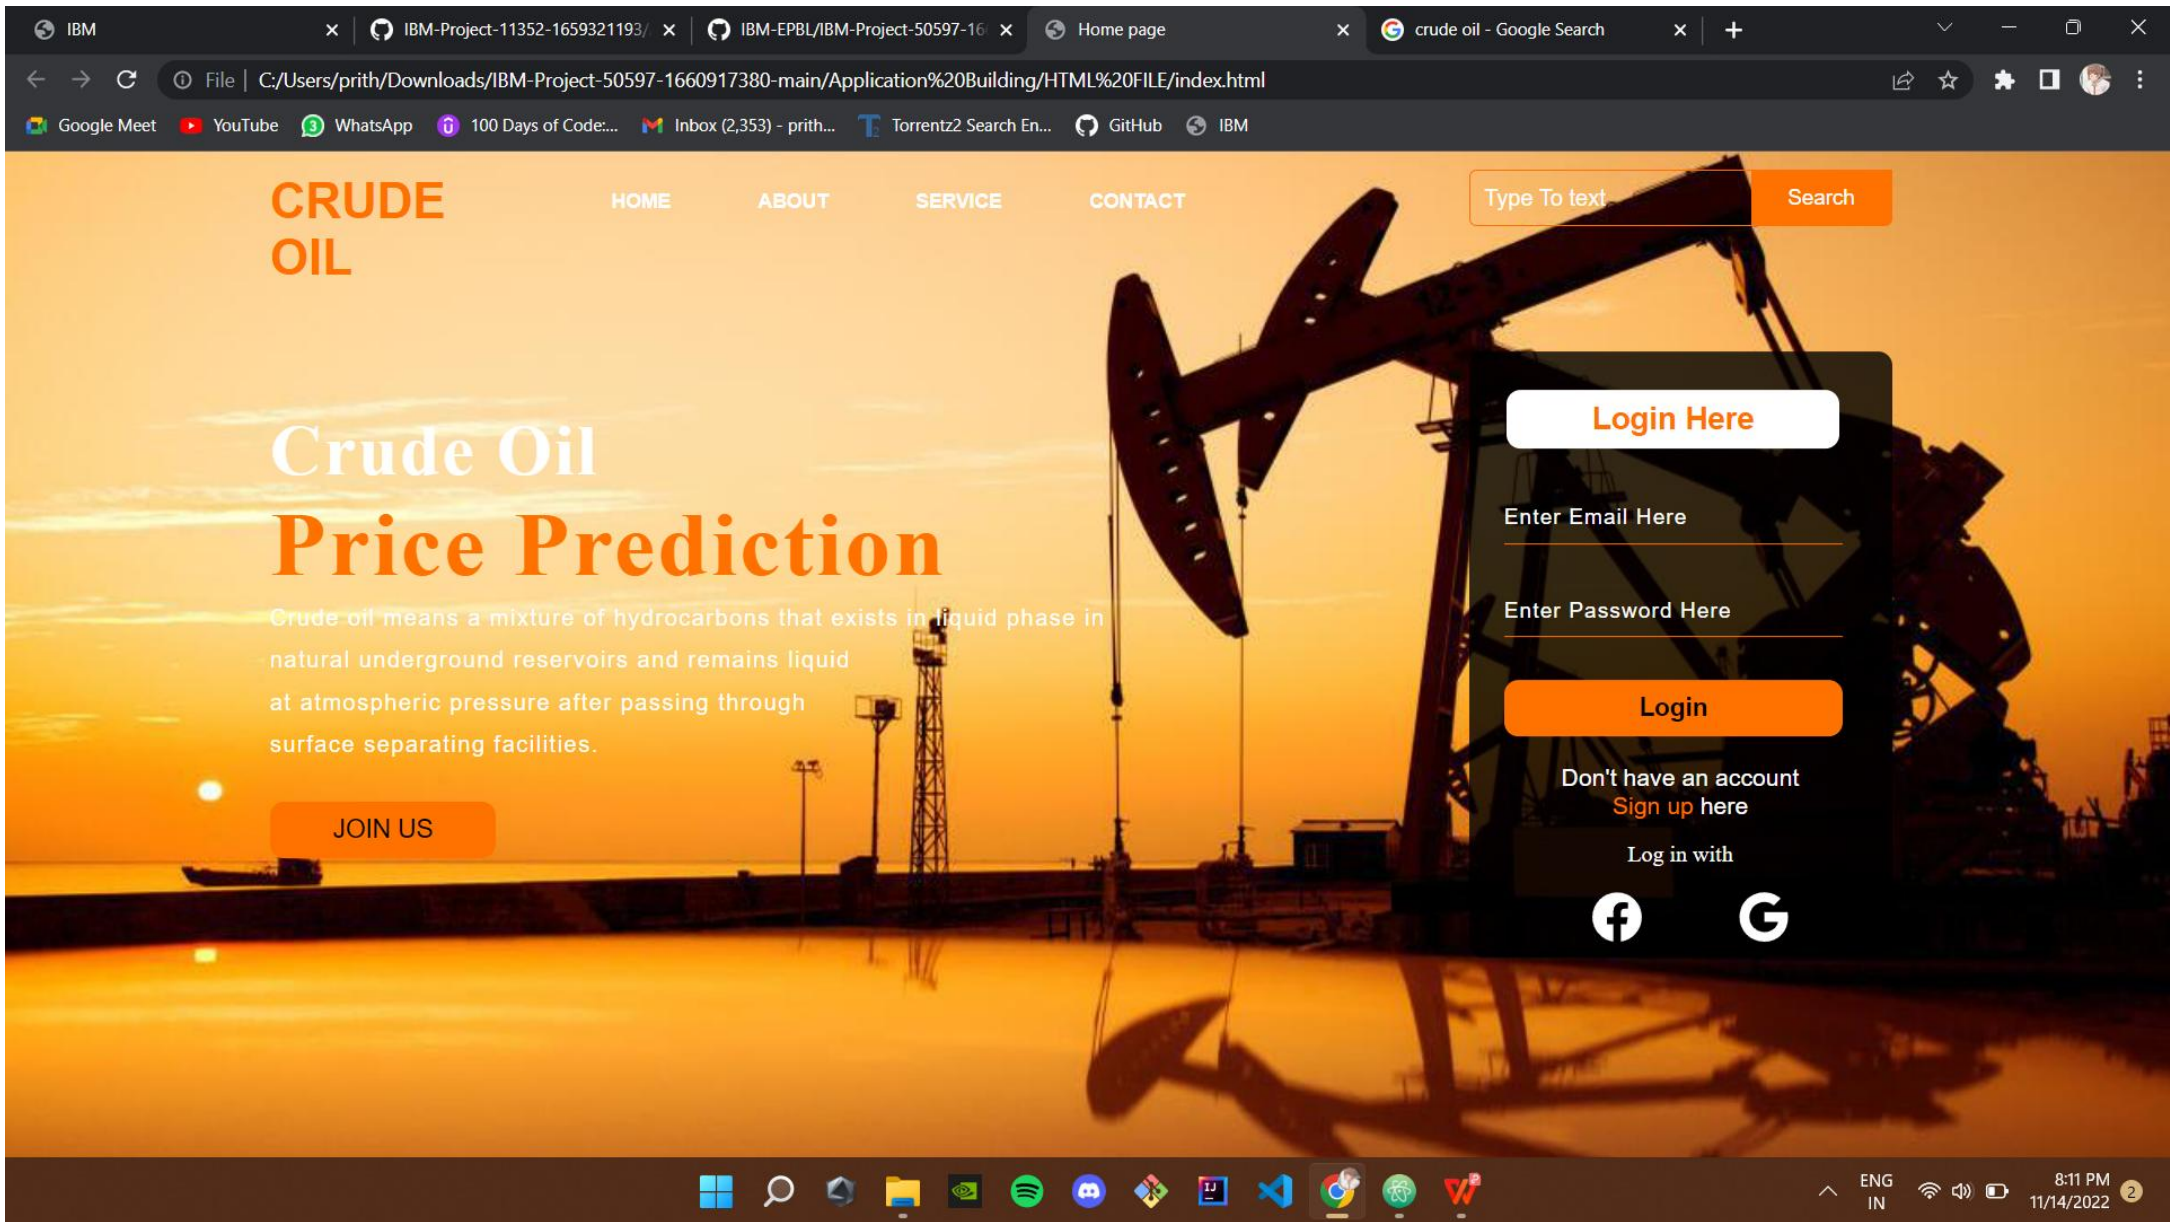 IBM
IBM-Project-11352-1659321193/
IBM-EPBL/IBM-Project-50597-16
Home page
crude oil - Google Search
File | C:/Users/prith/Downloads/IBM-Project-50597-1660917380-main/Application%20Building/HTML%20FILE/index.html
Google Meet
YouTube
3
WhatsApp
100 Days of Code:...
Inbox (2,353) - prith...
Torrentz2 Search En...
GitHub
IBM
CRUDE
OIL
HOME
ABOUT
SERVICE
CONTACT
Type To text
Search
12-3
Crude Oil
Price Prediction
Crude oil means a mixture of hydrocarbons that exists in liquid phase in
natural underground reservoirs and remains liquid
at atmospheric pressure after passing through
surface separating facilities.
JOIN US
Login Here
Enter Email Here
Enter Password Here
Login
Don't have an account
Sign up here
Log in with
ENG
IN
8:11 PM
11/14/2022
2